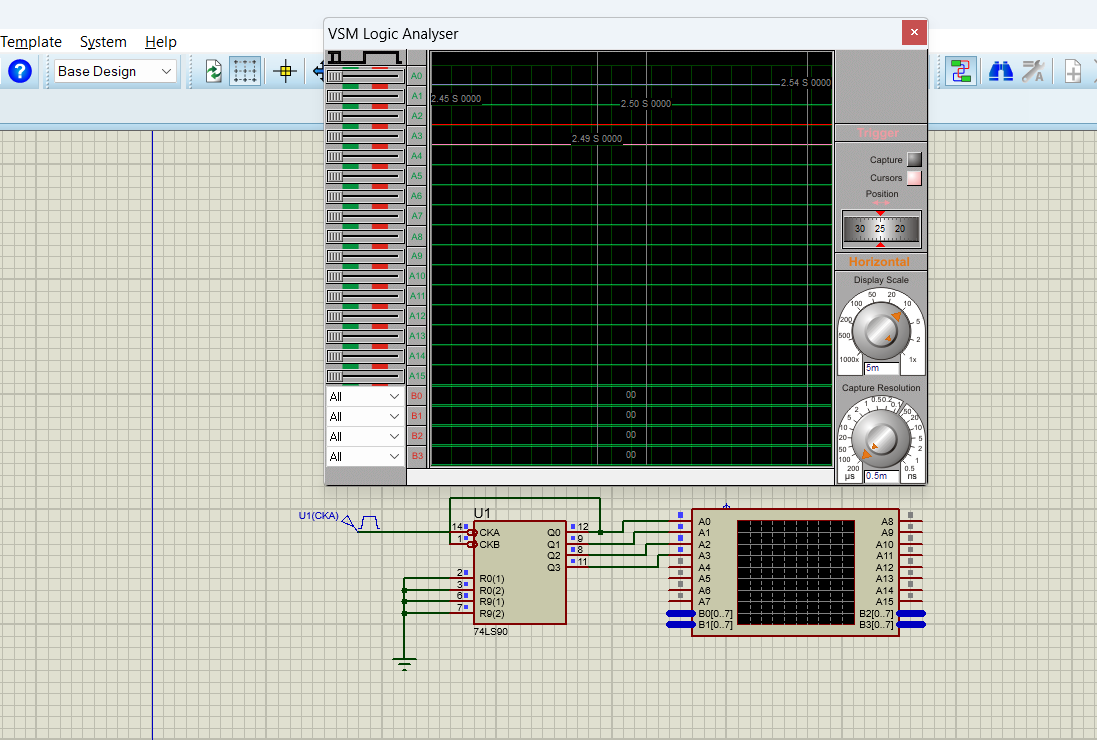 VSM Logic Analyser
Template System Help
Base Design
A0
A1
A2
A3
A4
A5
A6
A7
A8
A9
A10
A11
A12
A13
A14
A15
All B0
All B1
All B2
All B3
2.54 S 0000
2.45 S 0000
2.50 S 0000
2.49 S 0000
00
00
00
00
Trigger
Capture
Cursors
Position
30 25 20
Horizontal
Display Scale
1000x 500 200 100 50 20 10 5 2 1x
5m
Capture Resolution
200 100 50 20 10 5 2 1 0.5 0.2 0.1 50 20 10 5 2 1 0.5
µs 0.5m ns
U1(CKA)
U1
14 CKA Q0 12
1 CKB Q1 9
Q2 8
Q3 11
2 R0(1)
3 R0(2)
6 R9(1)
7 R9(2)
74LS90
A0 A8
A1 A9
A2 A10
A3 A11
A4 A12
A5 A13
A6 A14
A7 A15
B0[0..7] B2[0..7]
B1[0..7] B3[0..7]